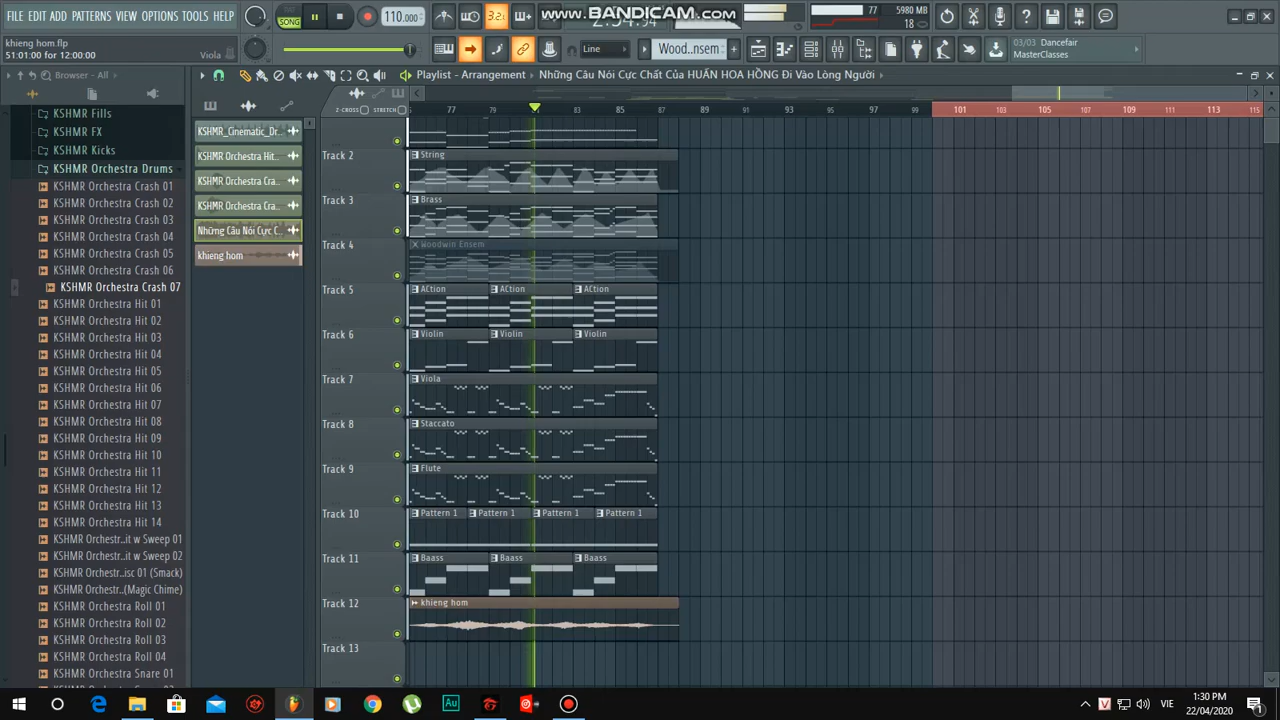 FILE EDIT ADD PATTERNS VIEW OPTIONS TOOLS HELP
khieng hom.flp
51:01:00 for 12:00:00
Viola
SONG
110.000
3.2
www.BANDICAM.com
77
5980 MB
18
Line
Wood..nsem
03/03 Dancefair
MasterClasses
Browser - All
Playlist - Arrangement
Những Câu Nói Cực Chất Của HUẤN HOA HỒNG Đi Vào Lòng Người
Z-CROSS
STRETCH
77 79 81 83 85 87 89 91 93 95 97 99 101 103 105 107 109 111 113 115
KSHMR Fills
KSHMR FX
KSHMR Kicks
KSHMR Orchestra Drums
KSHMR Orchestra Crash 01
KSHMR Orchestra Crash 02
KSHMR Orchestra Crash 03
KSHMR Orchestra Crash 04
KSHMR Orchestra Crash 05
KSHMR Orchestra Crash 06
KSHMR Orchestra Crash 07
KSHMR Orchestra Hit 01
KSHMR Orchestra Hit 02
KSHMR Orchestra Hit 03
KSHMR Orchestra Hit 04
KSHMR Orchestra Hit 05
KSHMR Orchestra Hit 06
KSHMR Orchestra Hit 07
KSHMR Orchestra Hit 08
KSHMR Orchestra Hit 09
KSHMR Orchestra Hit 10
KSHMR Orchestra Hit 11
KSHMR Orchestra Hit 12
KSHMR Orchestra Hit 13
KSHMR Orchestra Hit 14
KSHMR Orchestr...it w Sweep 01
KSHMR Orchestr...it w Sweep 02
KSHMR Orchestr...isc 01 (Smack)
KSHMR Orchestr..(Magic Chime)
KSHMR Orchestra Roll 01
KSHMR Orchestra Roll 02
KSHMR Orchestra Roll 03
KSHMR Orchestra Roll 04
KSHMR Orchestra Snare 01
KSHMR_Cinematic_Dr..
KSHMR Orchestra Hit..
KSHMR Orchestra Cra..
KSHMR Orchestra Cra..
Những Câu Nói Cực C..
khieng hom
Track 2 String
Track 3 Brass
Track 4 Woodwin Ensem
Track 5 ACtion ACtion ACtion
Track 6 Violin Violin Violin
Track 7 Viola
Track 8 Staccato
Track 9 Flute
Track 10 Pattern 1 Pattern 1 Pattern 1 Pattern 1
Track 11 Baass Baass Baass
Track 12 khieng hom
Track 13
Au
V
VIE
1:30 PM
22/04/2020
1